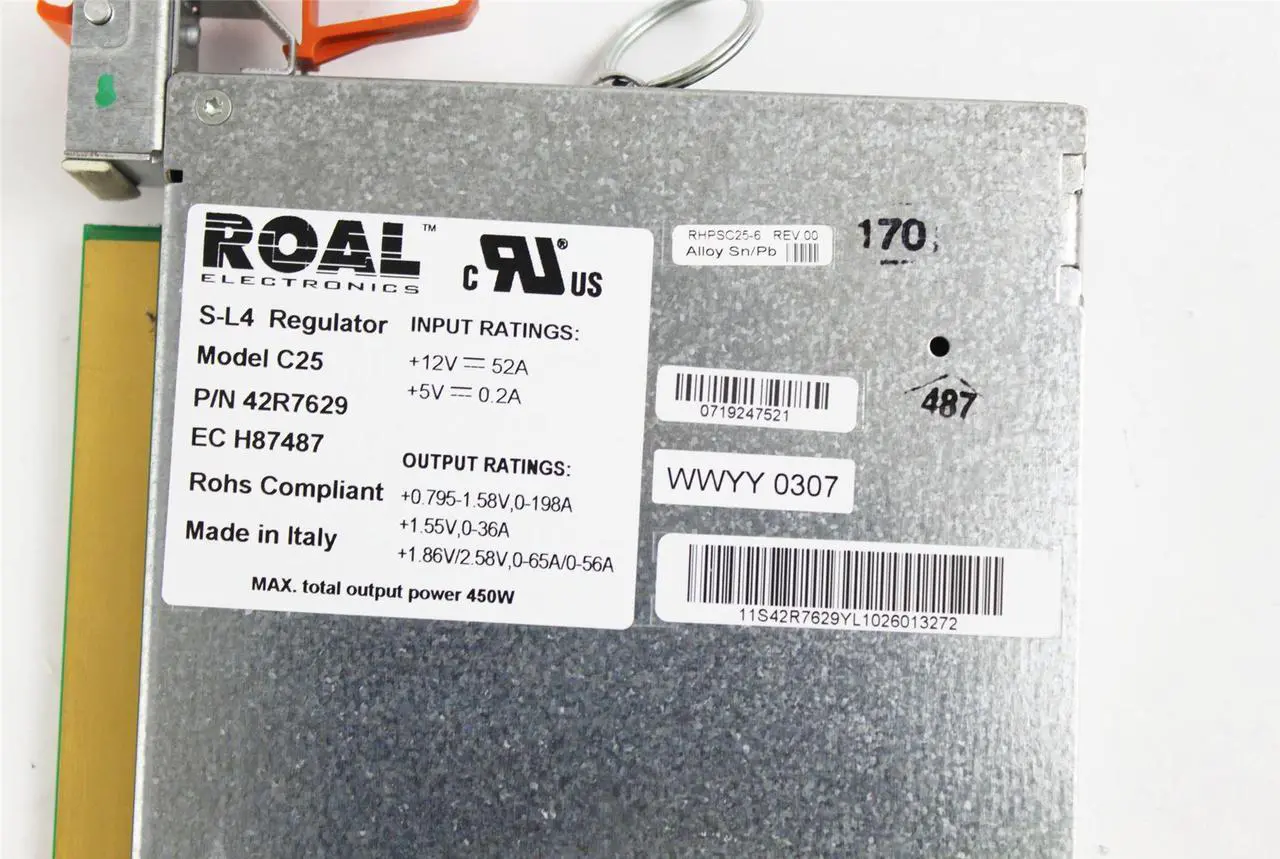 ROAL™
ELECTRONICS
c RU® US
S-L4 Regulator
Model C25
P/N 42R7629
EC H87487
Rohs Compliant
Made in Italy
INPUT RATINGS:
+12V ⎓ 52A
+5V ⎓ 0.2A
OUTPUT RATINGS:
+0.795-1.58V,0-198A
+1.55V,0-36A
+1.86V/2.58V,0-65A/0-56A
MAX. total output power 450W
RHPSC25-6 REV.00
Alloy Sn/Pb
170
487
0719247521
WWYY 0307
11S42R7629YL1026013272